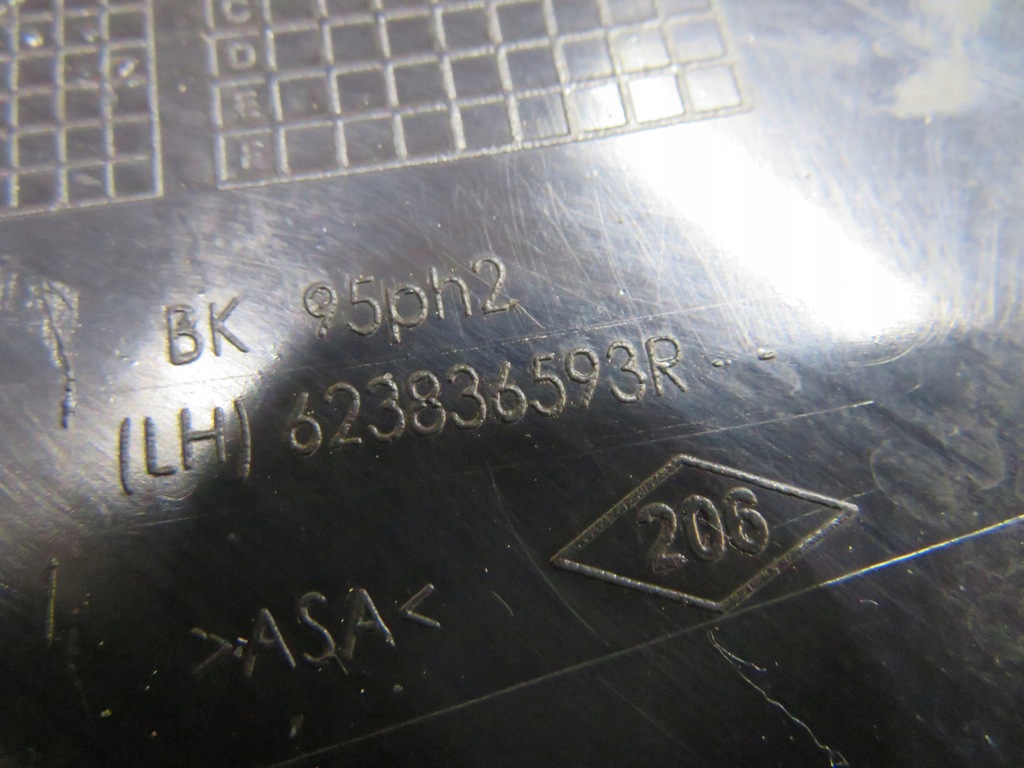 C
D
E
F
BK 95ph2
(LH) 623836593R--
206
>ASA<